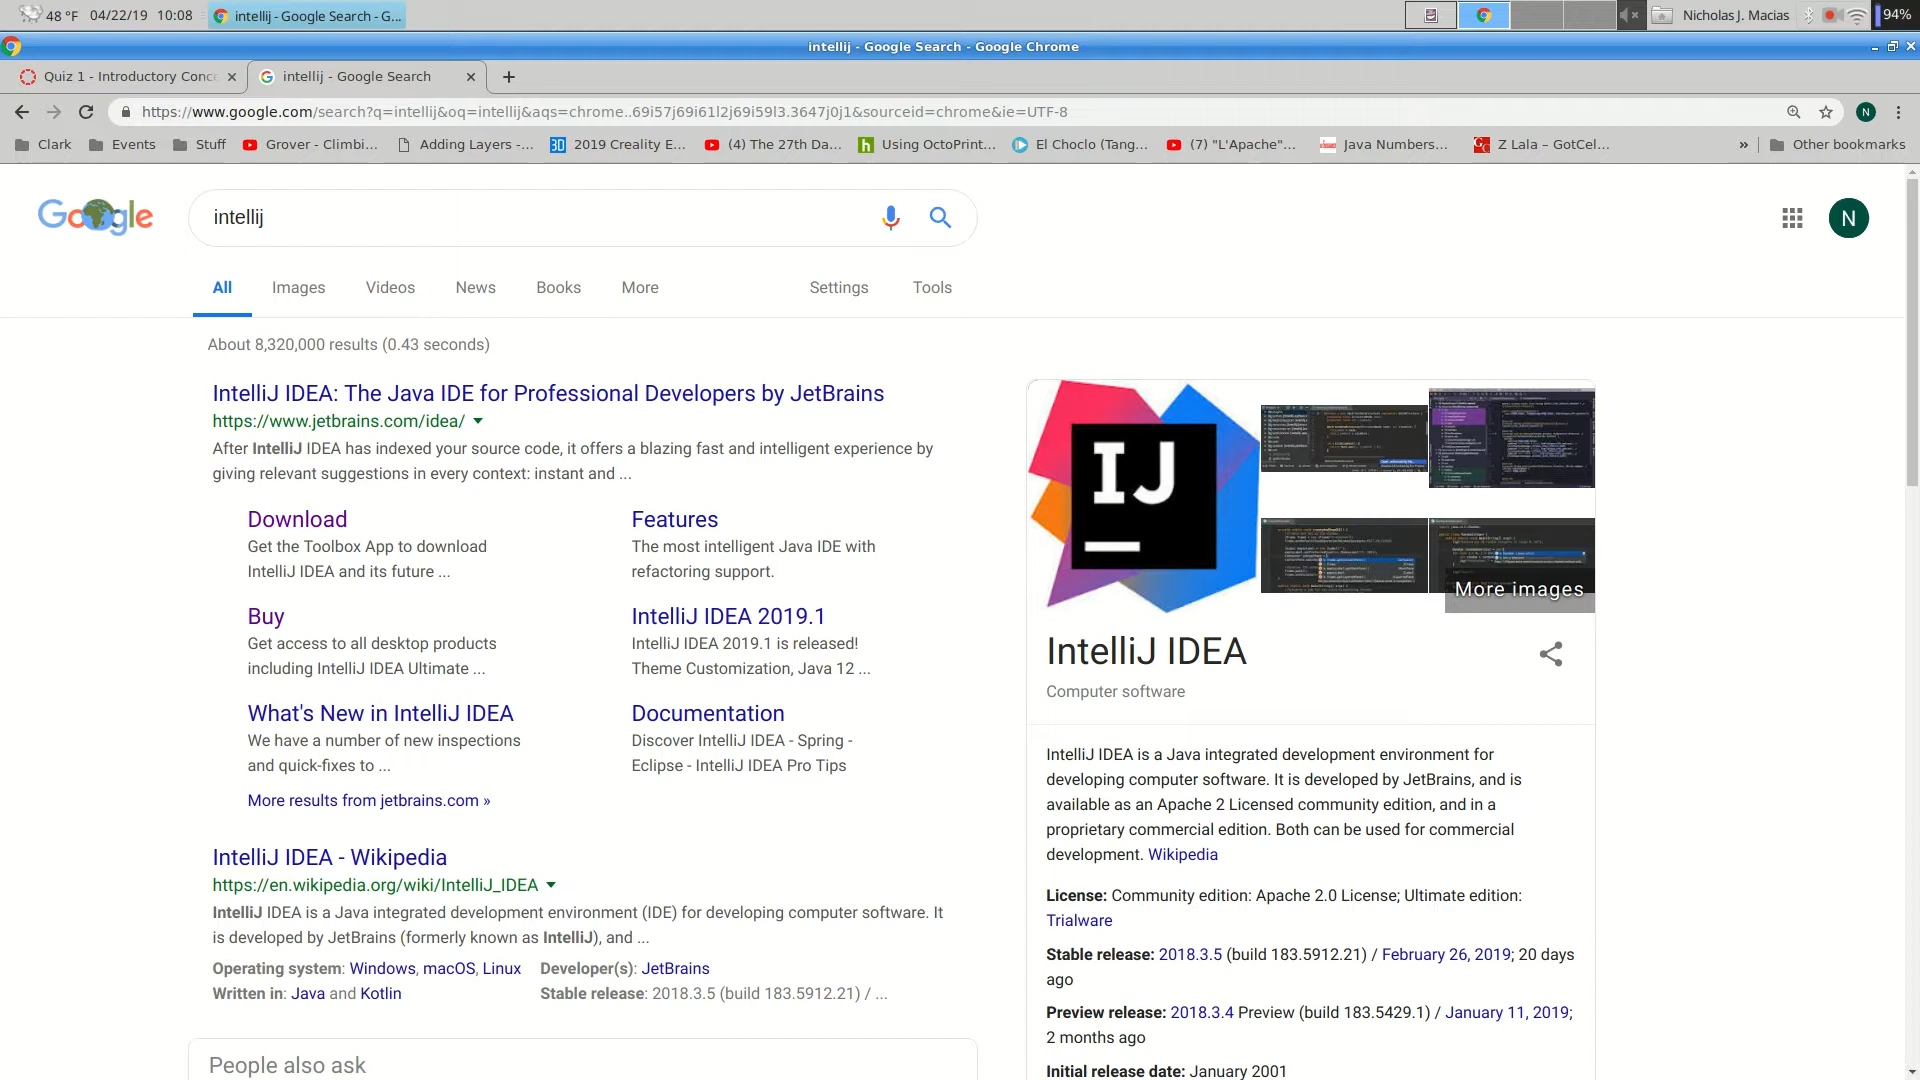 48 °F 04/22/19 10:08 intellij - Google Search - G... Nicholas J. Macias 94%
intellij - Google Search - Google Chrome
Quiz 1 - Introductory Conce intellij - Google Search
https://www.google.com/search?q=intellij&oq=intellij&aqs=chrome..69i57j69i61l2j69i59l3.3647j0j1&sourceid=chrome&ie=UTF-8 N
Clark Events Stuff Grover - Climbi... Adding Layers -... 3D 2019 Creality E... (4) The 27th Da... h Using OctoPrint... El Choclo (Tang... (7) "L'Apache"... Java Numbers... Z Lala – GotCel... » Other bookmarks
Google intellij N
All Images Videos News Books More Settings Tools
About 8,320,000 results (0.43 seconds)
IntelliJ IDEA: The Java IDE for Professional Developers by JetBrains
https://www.jetbrains.com/idea/
After IntelliJ IDEA has indexed your source code, it offers a blazing fast and intelligent experience by
giving relevant suggestions in every context: instant and ...
Download
Get the Toolbox App to download
IntelliJ IDEA and its future ...
Features
The most intelligent Java IDE with
refactoring support.
Buy
Get access to all desktop products
including IntelliJ IDEA Ultimate ...
IntelliJ IDEA 2019.1
IntelliJ IDEA 2019.1 is released!
Theme Customization, Java 12 ...
What's New in IntelliJ IDEA
We have a number of new inspections
and quick-fixes to ...
Documentation
Discover IntelliJ IDEA - Spring -
Eclipse - IntelliJ IDEA Pro Tips
More results from jetbrains.com »
IntelliJ IDEA - Wikipedia
https://en.wikipedia.org/wiki/IntelliJ_IDEA
IntelliJ IDEA is a Java integrated development environment (IDE) for developing computer software. It
is developed by JetBrains (formerly known as IntelliJ), and ...
Operating system: Windows, macOS, Linux Developer(s): JetBrains
Written in: Java and Kotlin Stable release: 2018.3.5 (build 183.5912.21) / ...
People also ask
IJ
More images
IntelliJ IDEA
Computer software
IntelliJ IDEA is a Java integrated development environment for
developing computer software. It is developed by JetBrains, and is
available as an Apache 2 Licensed community edition, and in a
proprietary commercial edition. Both can be used for commercial
development. Wikipedia
License: Community edition: Apache 2.0 License; Ultimate edition:
Trialware
Stable release: 2018.3.5 (build 183.5912.21) / February 26, 2019; 20 days
ago
Preview release: 2018.3.4 Preview (build 183.5429.1) / January 11, 2019;
2 months ago
Initial release date: January 2001